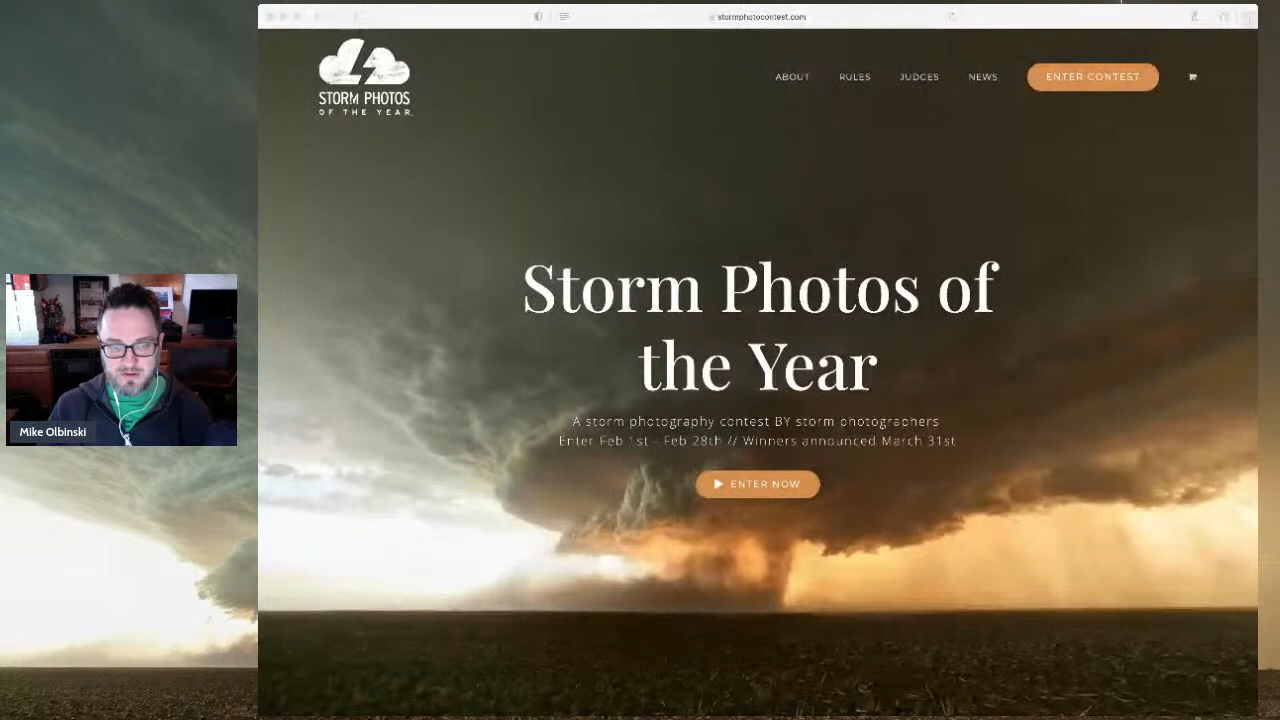 stormphotocontest.com
STORM PHOTOS
OF THE YEAR
ABOUT
RULES
JUDGES
NEWS
ENTER CONTEST
Storm Photos of
the Year
A storm photography contest BY storm photographers
Enter Feb 1st - Feb 28th // Winners announced March 31st
ENTER NOW
Mike Olbinski